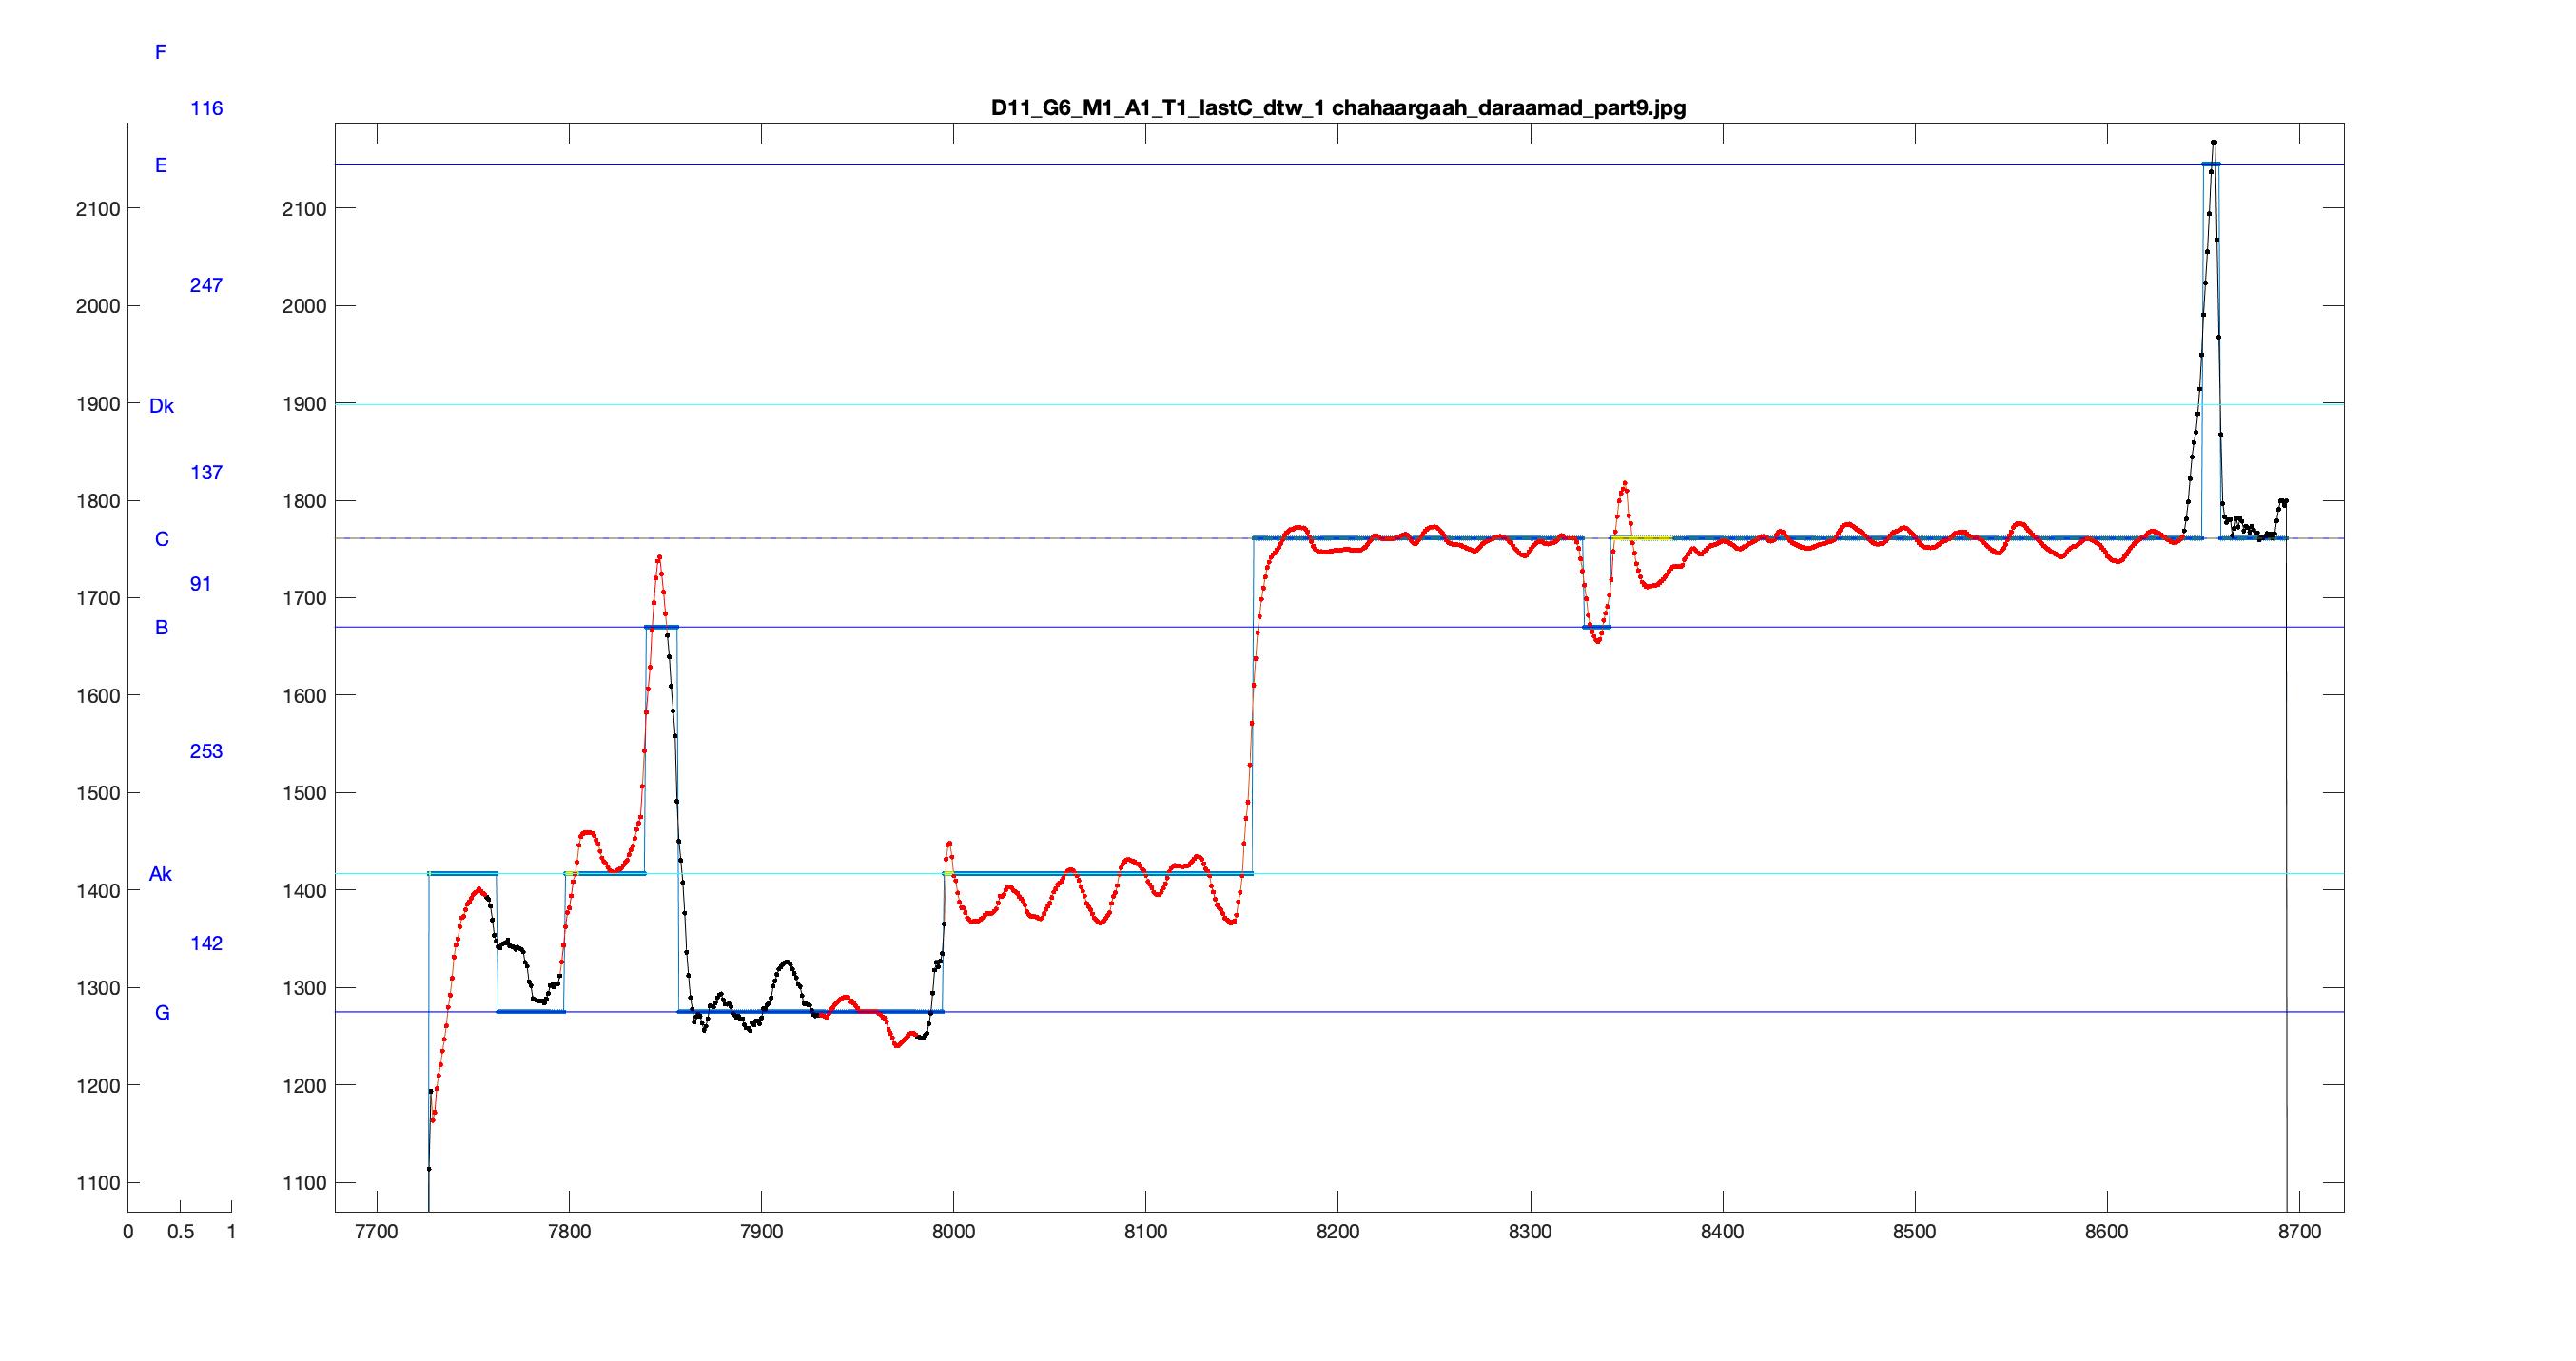 F
116
D11_G6_M1_A1_T1_lastC_dtw_1 chahaargaah_daraamad_part9.jpg
E
2100 2100
247
2000 2000
1900 Dk 1900
137
1800 1800
C
91
1700 1700
B
1600 1600
253
1500 1500
Ak
1400 1400
142
1300 1300
G
1200 1200
1100 1100
0 0.5 1 7700 7800 7900 8000 8100 8200 8300 8400 8500 8600 8700